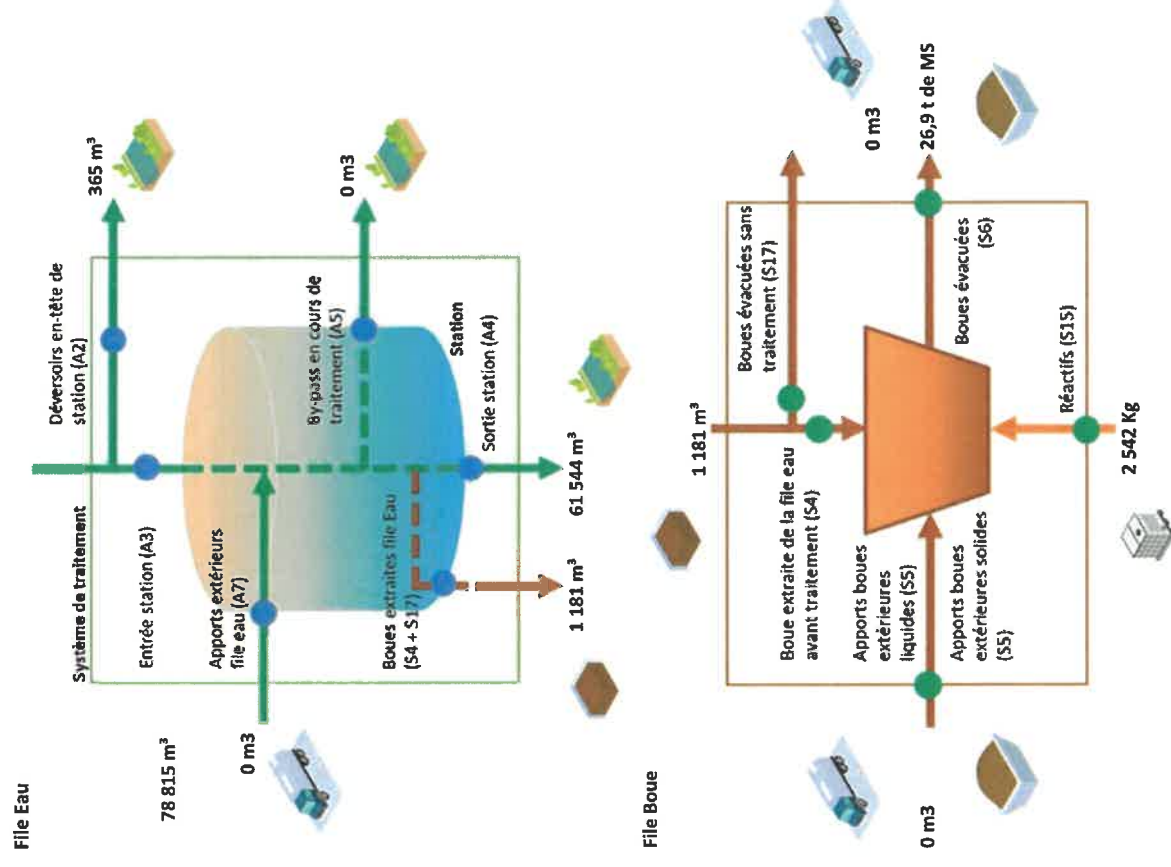 File Eau
Système de traitement
Déversoirs en-tête de
station (A2)
365 m³
Entrée station (A3)
78 815 m³
Apports extérieurs
file eau (A7)
0 m3
By-pass en cours de
traitement (A5)
0 m3
Boues extraites file Eau
(S4 + S17)
Station
Sortie station (A4)
1 181 m³
61 544 m³
File Boue
1 181 m³
Boues évacuées sans
traitement (S17)
0 m3
Boue extraite de la file eau
avant traitement (S4)
Apports boues
extérieures
liquides (S5)
0 m3
Apports boues
extérieures solides
(S5)
Boues évacuées
(S6)
26,9 t de MS
Réactifs (S15)
2 542 Kg